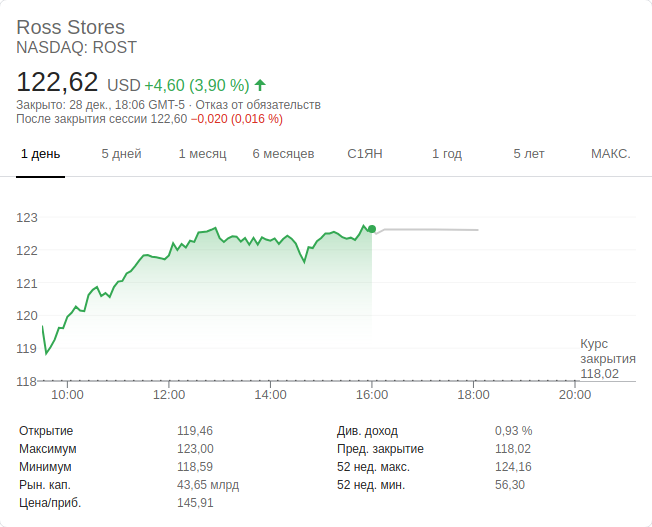 Ross Stores
NASDAQ: ROST
122,62 USD +4,60 (3,90 %)
Закрыто: 28 дек., 18:06 GMT-5 · Отказ от обязательств
После закрытия сессии 122,60 −0,020 (0,016 %)
1 день 5 дней 1 месяц 6 месяцев С1ЯН 1 год 5 лет МАКС.
123
122
121
120
119
118
Курс
закрытия
118,02
10:00 12:00 14:00 16:00 18:00 20:00
Открытие 119,46 Див. доход 0,93 %
Максимум 123,00 Пред. закрытие 118,02
Минимум 118,59 52 нед. макс. 124,16
Рын. кап. 43,65 млрд 52 нед. мин. 56,30
Цена/приб. 145,91